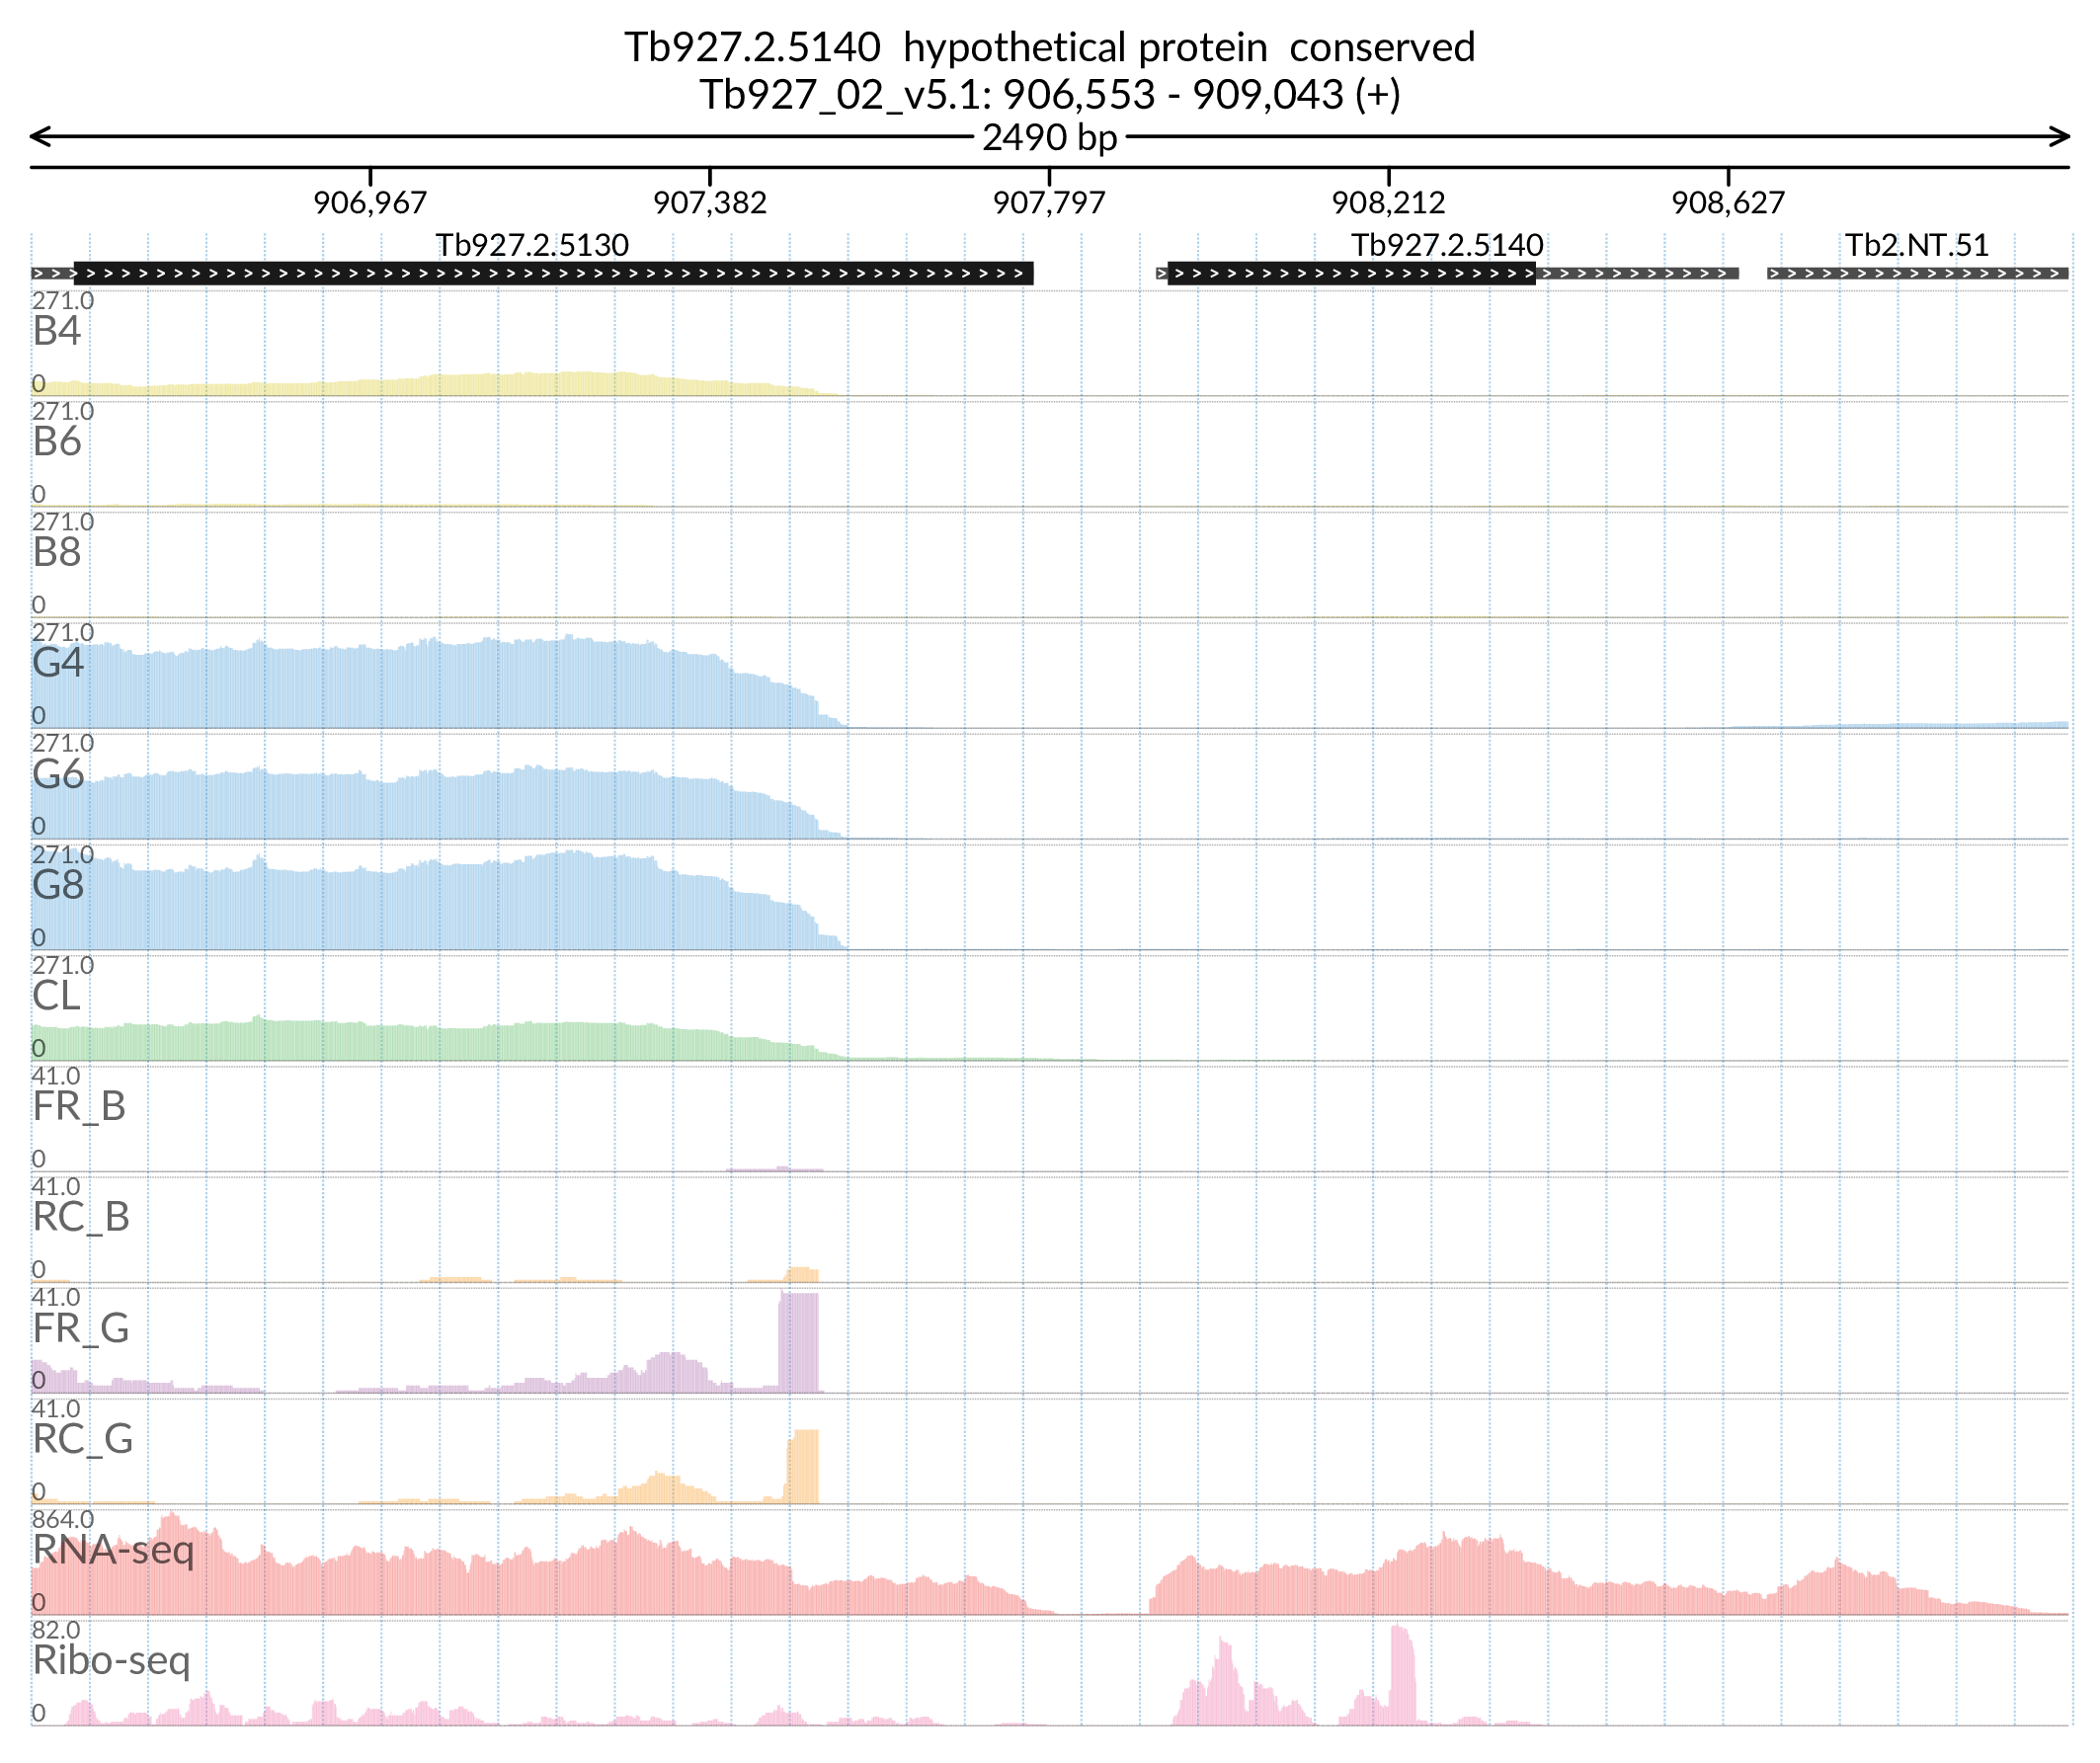 Tb927.2.5140  hypothetical protein  conserved
Tb927_02_v5.1: 906,553 - 909,043 (+)
2490 bp
906,967 907,382 907,797 908,212 908,627
Tb927.2.5130 Tb927.2.5140 Tb2.NT.51
271.0
B4
0
271.0
B6
0
271.0
B8
0
271.0
G4
0
271.0
G6
0
271.0
G8
0
271.0
CL
0
41.0
FR_B
0
41.0
RC_B
0
41.0
FR_G
0
41.0
RC_G
0
864.0
RNA-seq
0
82.0
Ribo-seq
0